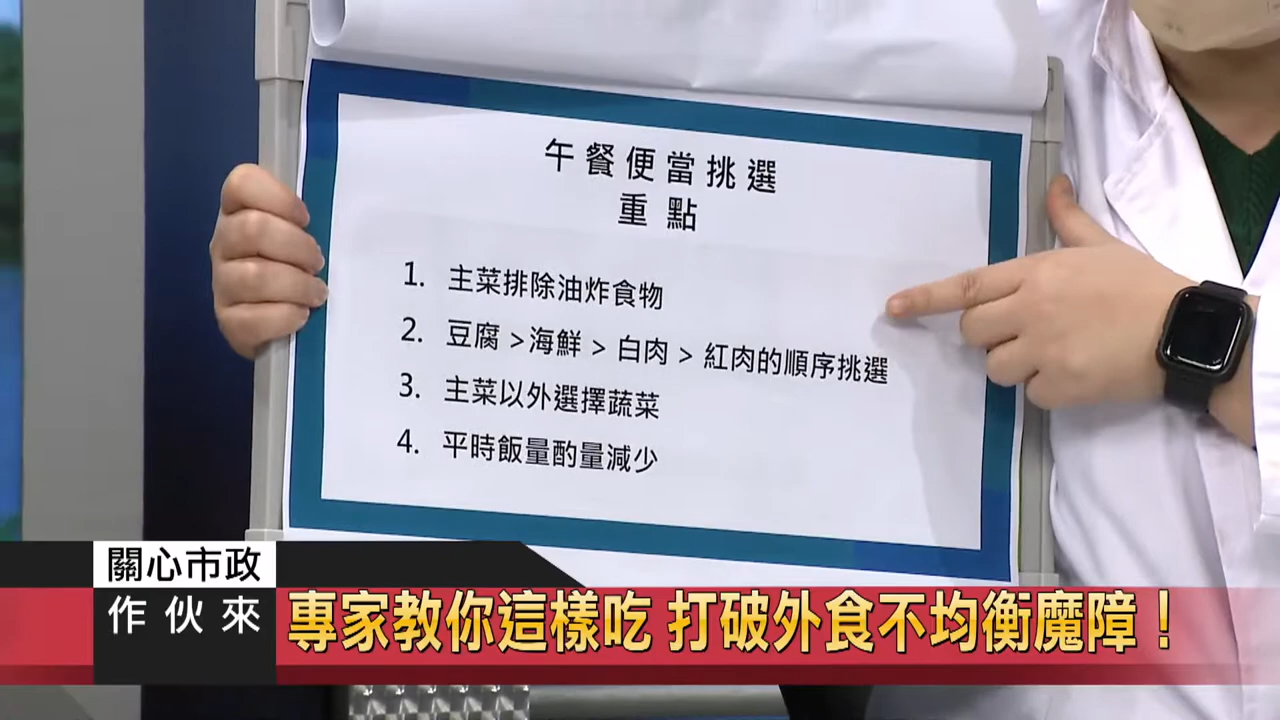 午餐便當挑選
重點
1. 主菜排除油炸食物
2. 豆腐 >海鮮 > 白肉 > 紅肉的順序挑選
3. 主菜以外選擇蔬菜
4. 平時飯量酌量減少
關心市政
作伙來
專家教你這樣吃 打破外食不均衡魔障！